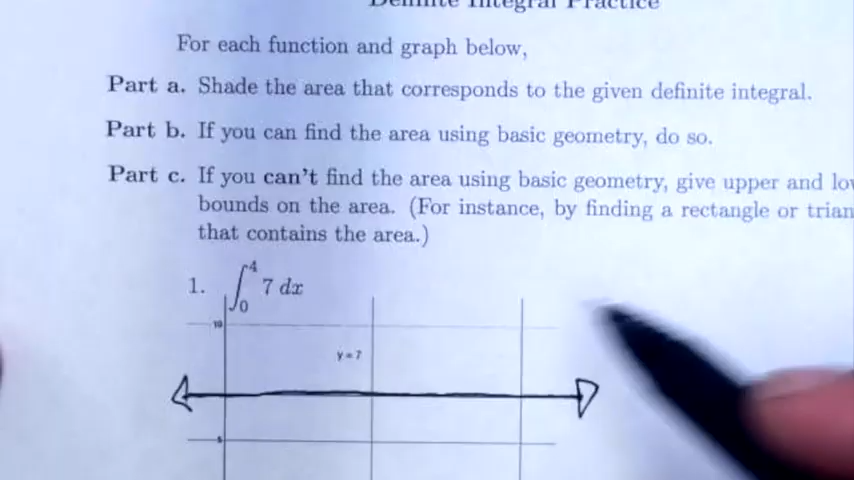 Definite Integral Practice
For each function and graph below,
Part a. Shade the area that corresponds to the given definite integral.
Part b. If you can find the area using basic geometry, do so.
Part c. If you can't find the area using basic geometry, give upper and
bounds on the area. (For instance, by finding a rectangle or
that contains the area.)
1. ∫₀⁴ 7 dx
10
y = 7
5